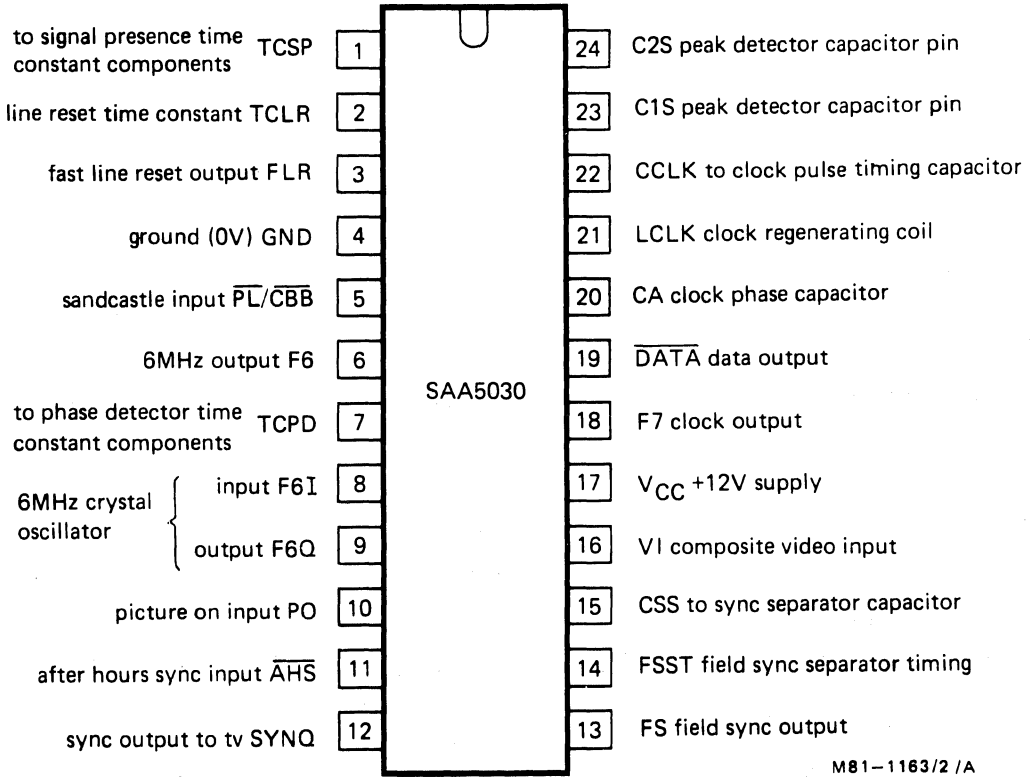 to signal presence time
constant components TCSP 1
line reset time constant TCLR 2
fast line reset output FLR 3
ground (0V) GND 4
sandcastle input P̅L̅/C̅B̅B̅ 5
6MHz output F6 6
to phase detector time
constant components TCPD 7
6MHz crystal
oscillator
input F6I 8
output F6Q 9
picture on input PO 10
after hours sync input A̅H̅S̅ 11
sync output to tv SYNQ 12
SAA5030
24 C2S peak detector capacitor pin
23 C1S peak detector capacitor pin
22 CCLK to clock pulse timing capacitor
21 LCLK clock regenerating coil
20 CA clock phase capacitor
19 D̅A̅T̅A̅ data output
18 F7 clock output
17 VCC +12V supply
16 VI composite video input
15 CSS to sync separator capacitor
14 FSST field sync separator timing
13 FS field sync output
M81-1163/2 /A